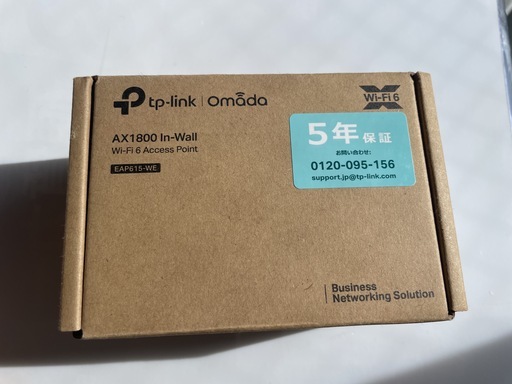 tp-link | omada
Wi-Fi 6
AX1800 In-Wall
Wi-Fi 6 Access Point
EAP615-WE
5年保証
お問い合わせ:
0120-095-156
support.jp@tp-link.com
Business
Networking Solution